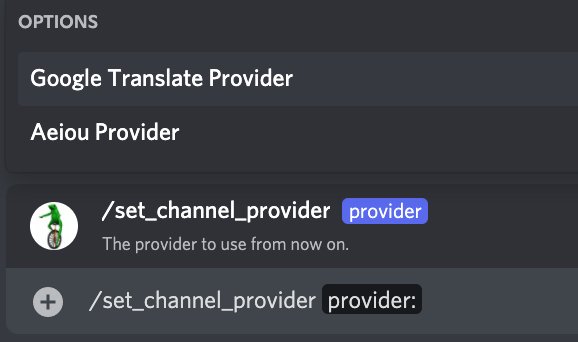 OPTIONS
Google Translate Provider
Aeiou Provider
/set_channel_provider provider
The provider to use from now on.
/set_channel_provider provider: